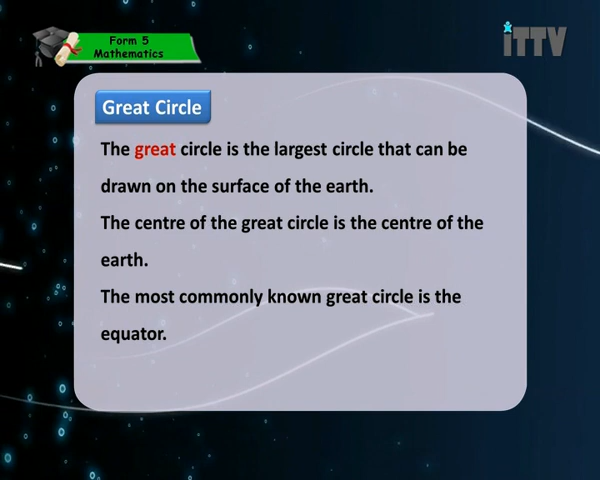 Form 5
Mathematics
iTTV
Great Circle
The great circle is the largest circle that can be
drawn on the surface of the earth.
The centre of the great circle is the centre of the
earth.
The most commonly known great circle is the
equator.